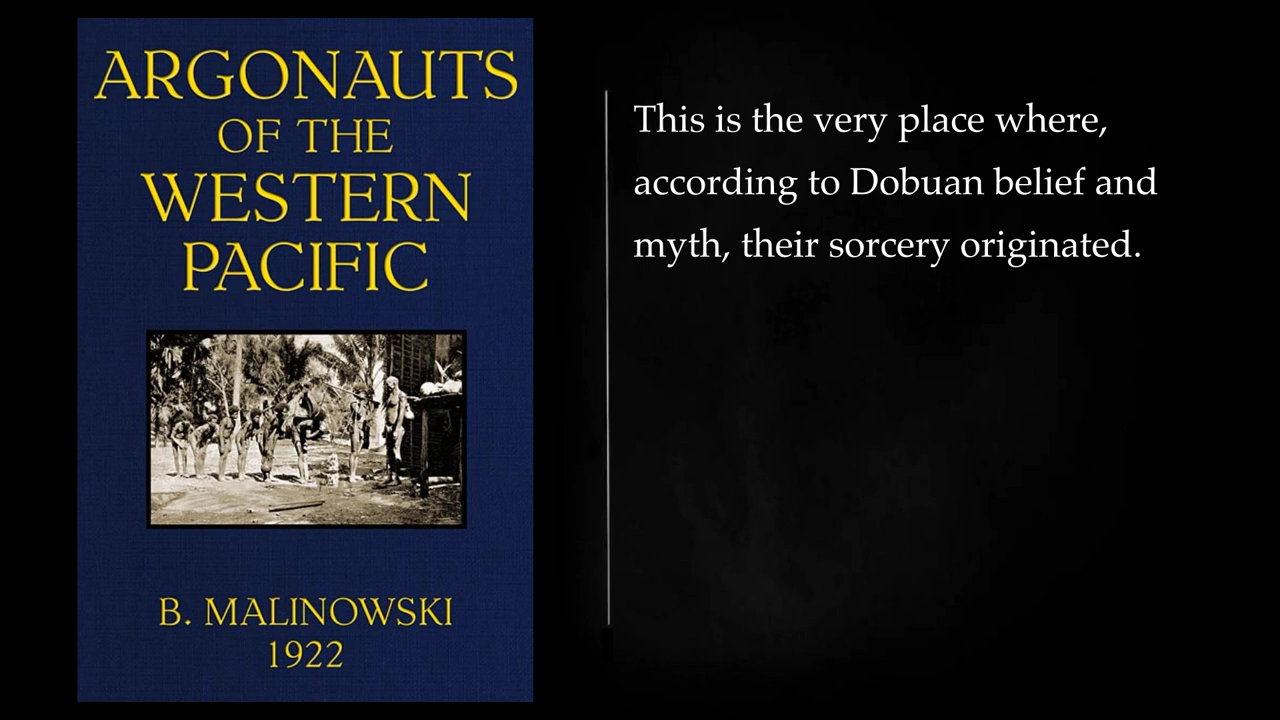 ARGONAUTS
OF THE
WESTERN
PACIFIC
B. MALINOWSKI
1922
This is the very place where,
according to Dobuan belief and
myth, their sorcery originated.